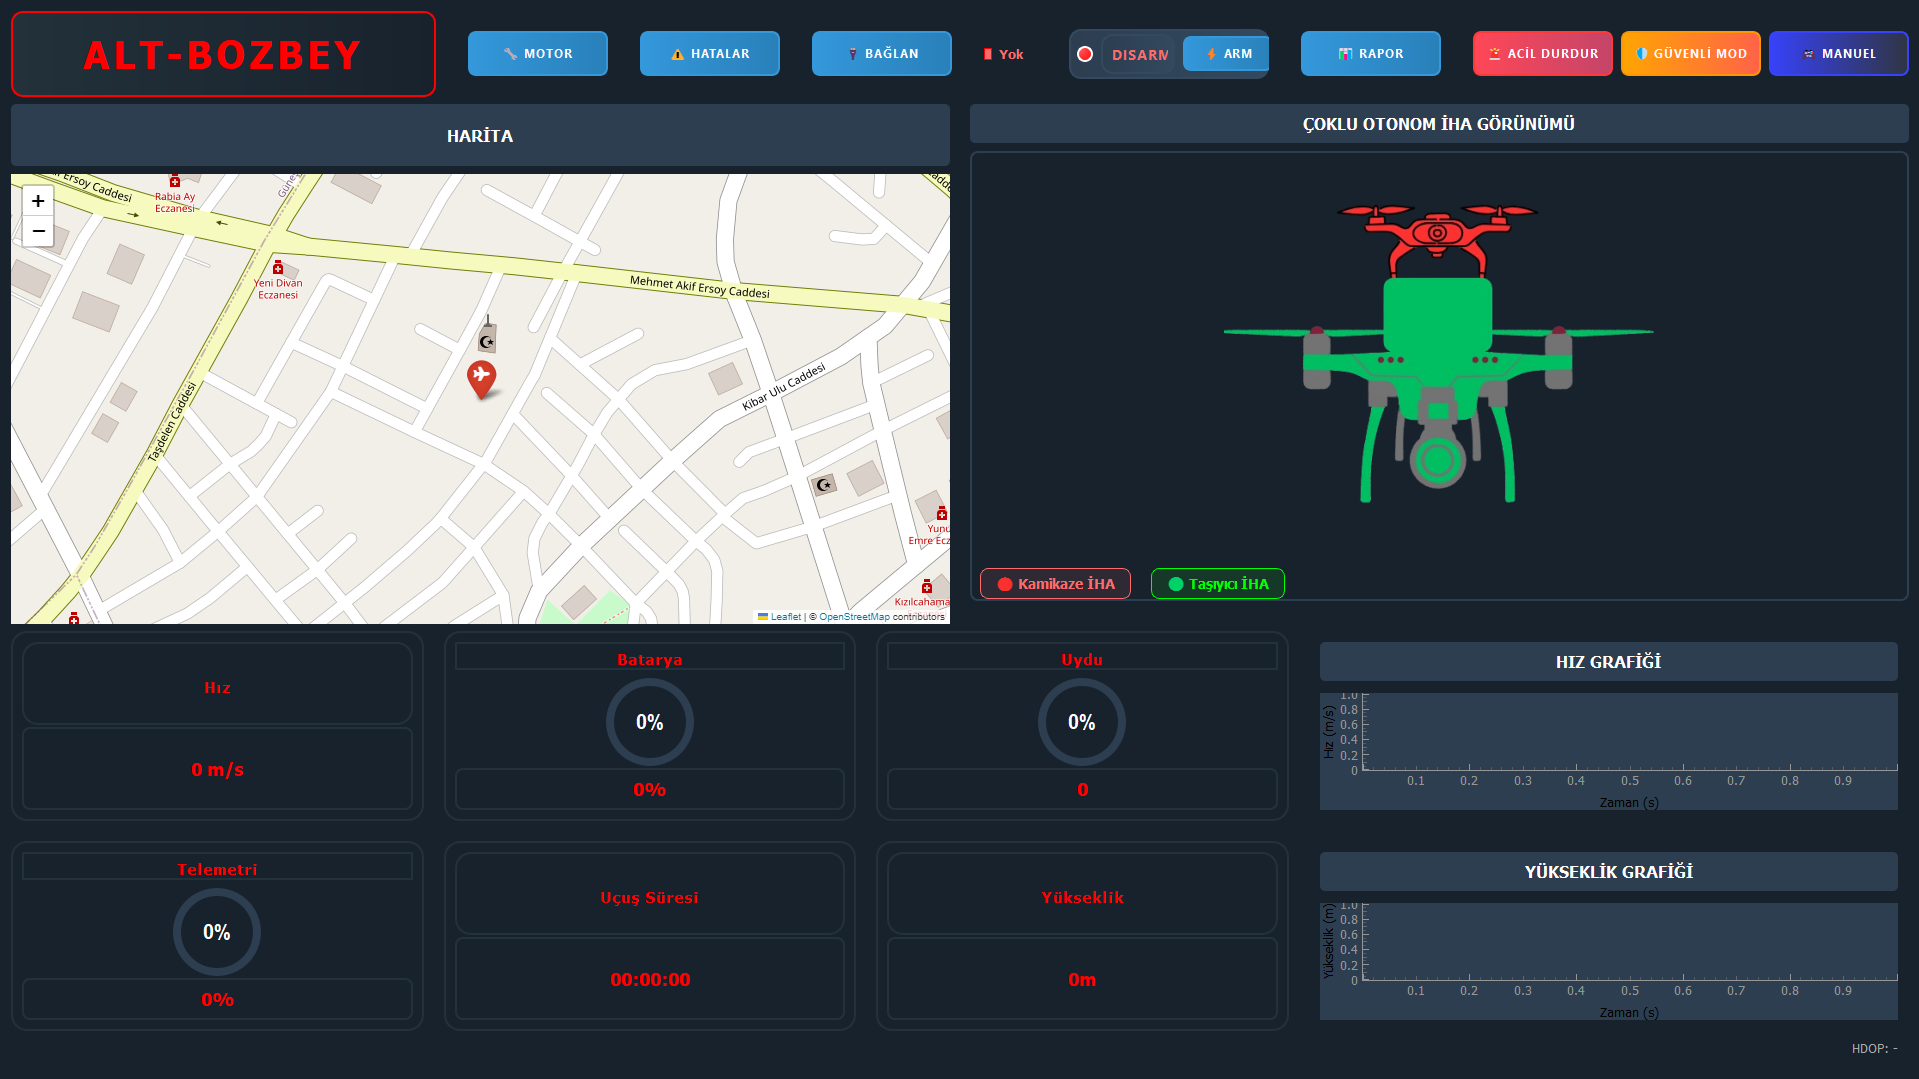 ALT-BOZBEY
MOTOR
HATALAR
BAĞLAN
Yok
DISARM
ARM
RAPOR
ACİL DURDUR
GÜVENLİ MOD
MANUEL
HARİTA
ÇOKLU OTONOM İHA GÖRÜNÜMÜ
+
−
if Ersoy Caddesi
Rabia Ay
Eczanesi
Güneş
Yeni Divan
Eczanesi
Mehmet Akif Ersoy Caddesi
Taşdelen Caddesi
Kibar Ulu Caddesi
Yunu
Emre Ecz
Kızılcahama
Leaflet | © OpenStreetMap contributors
Kamikaze İHA
Taşıyıcı İHA
Hız
0 m/s
Batarya
0%
0%
Uydu
0%
0
HIZ GRAFİĞİ
Hız (m/s)
1.0
0.8
0.6
0.4
0.2
0
0.1 0.2 0.3 0.4 0.5 0.6 0.7 0.8 0.9
Zaman (s)
Telemetri
0%
0%
Uçuş Süresi
00:00:00
Yükseklik
0m
YÜKSEKLİK GRAFİĞİ
Yükseklik (m)
1.0
0.8
0.6
0.4
0.2
0
0.1 0.2 0.3 0.4 0.5 0.6 0.7 0.8 0.9
Zaman (s)
HDOP: -